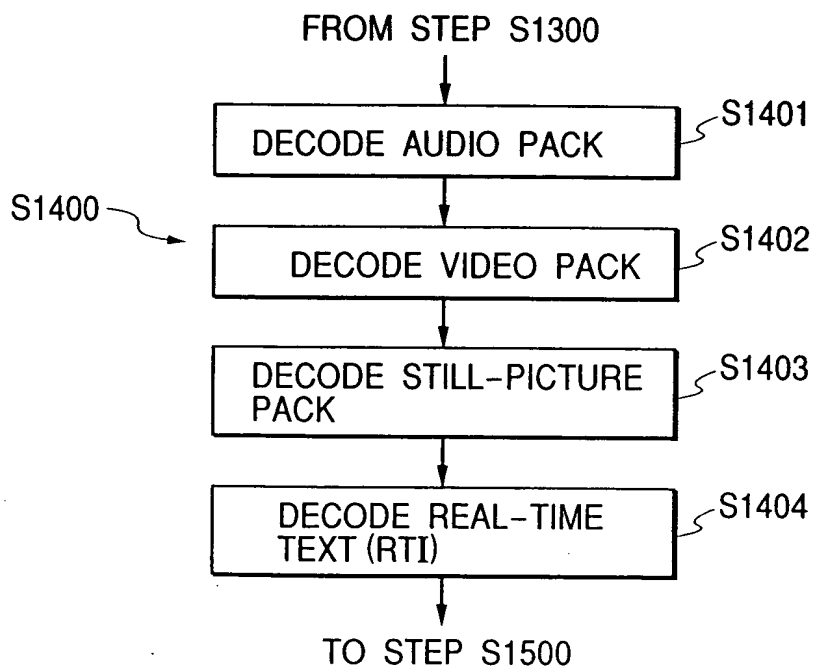 FROM STEP S1300
DECODE AUDIO PACK
S1401
S1400
DECODE VIDEO PACK
S1402
DECODE STILL-PICTURE
PACK
S1403
DECODE REAL-TIME
TEXT (RTI)
S1404
TO STEP S1500